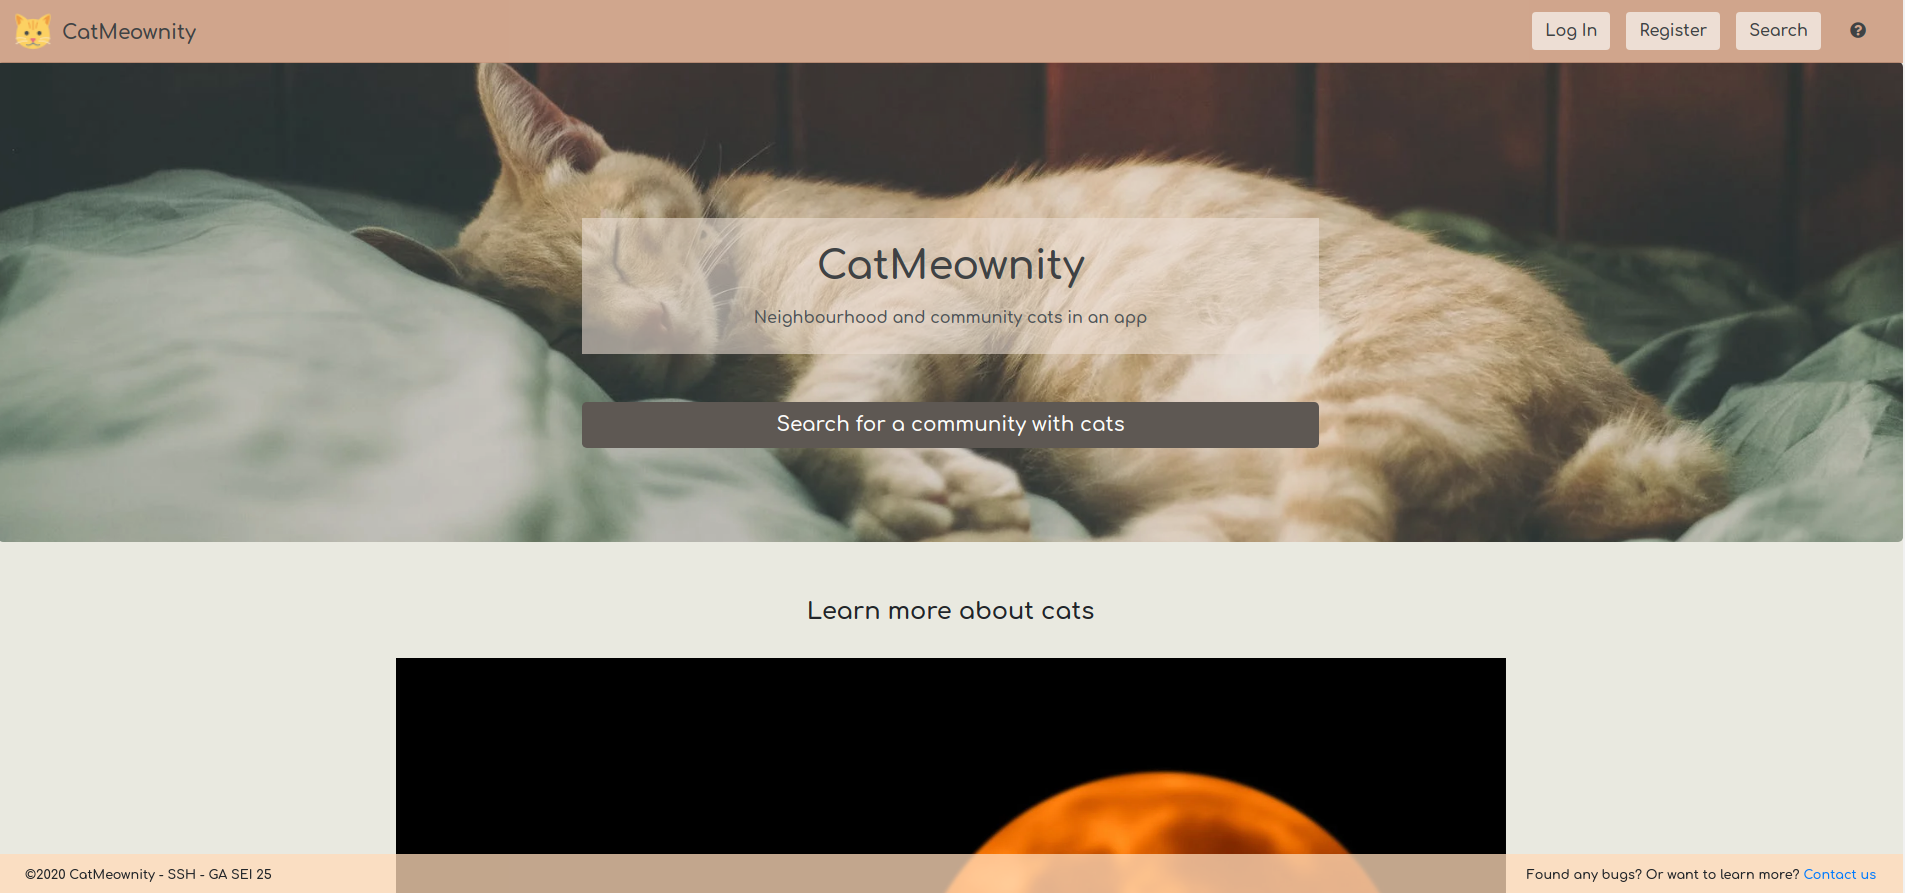 CatMeownity
Log In
Register
Search
CatMeownity
Neighbourhood and community cats in an app
Search for a community with cats
Learn more about cats
©2020 CatMeownity - SSH - GA SEI 25
Found any bugs? Or want to learn more? Contact us